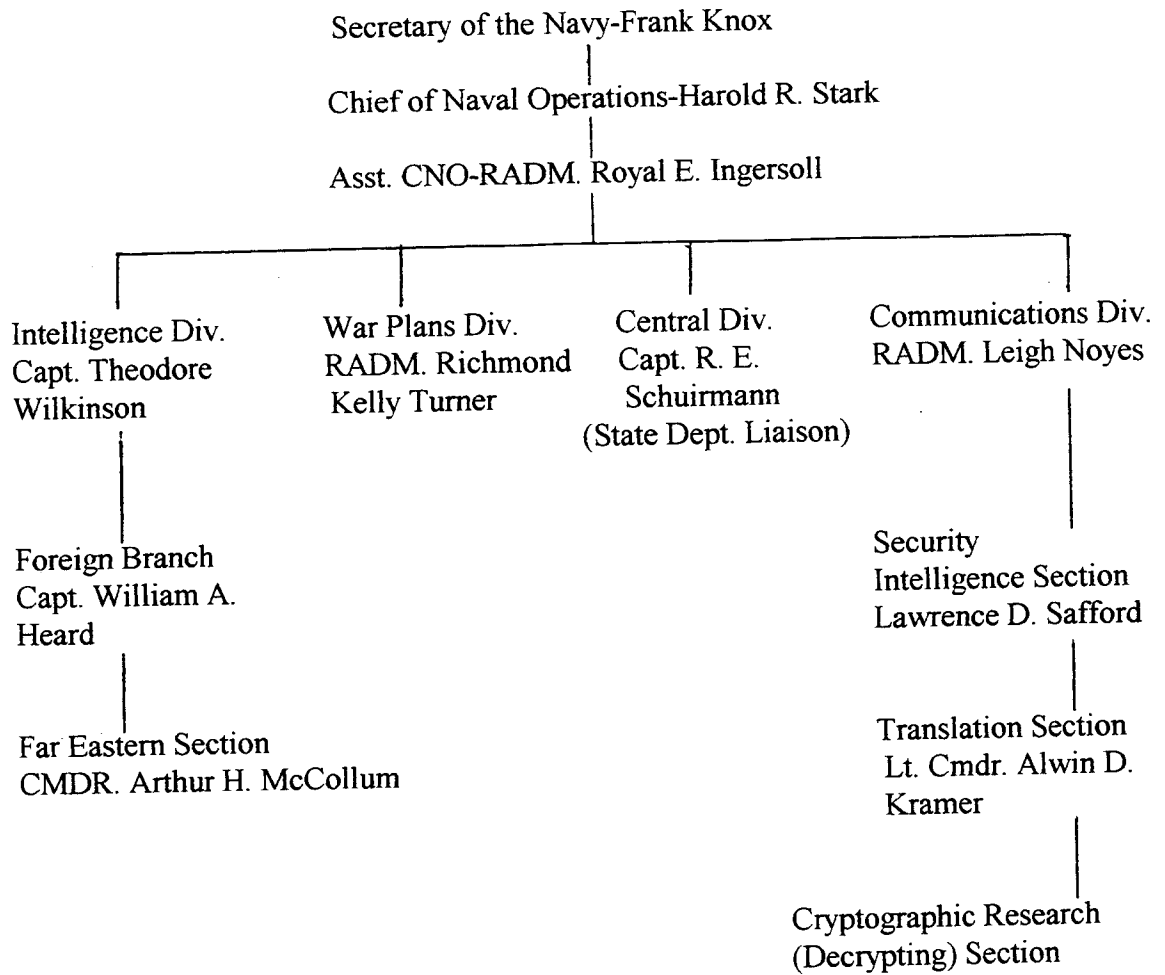 Secretary of the Navy-Frank Knox
Chief of Naval Operations-Harold R. Stark
Asst. CNO-RADM. Royal E. Ingersoll
Intelligence Div.
Capt. Theodore
Wilkinson
War Plans Div.
RADM. Richmond
Kelly Turner
Central Div.
Capt. R. E.
Schuirmann
(State Dept. Liaison)
Communications Div.
RADM. Leigh Noyes
Foreign Branch
Capt. William A.
Heard
Security
Intelligence Section
Lawrence D. Safford
Far Eastern Section
CMDR. Arthur H. McCollum
Translation Section
Lt. Cmdr. Alwin D.
Kramer
Cryptographic Research
(Decrypting) Section